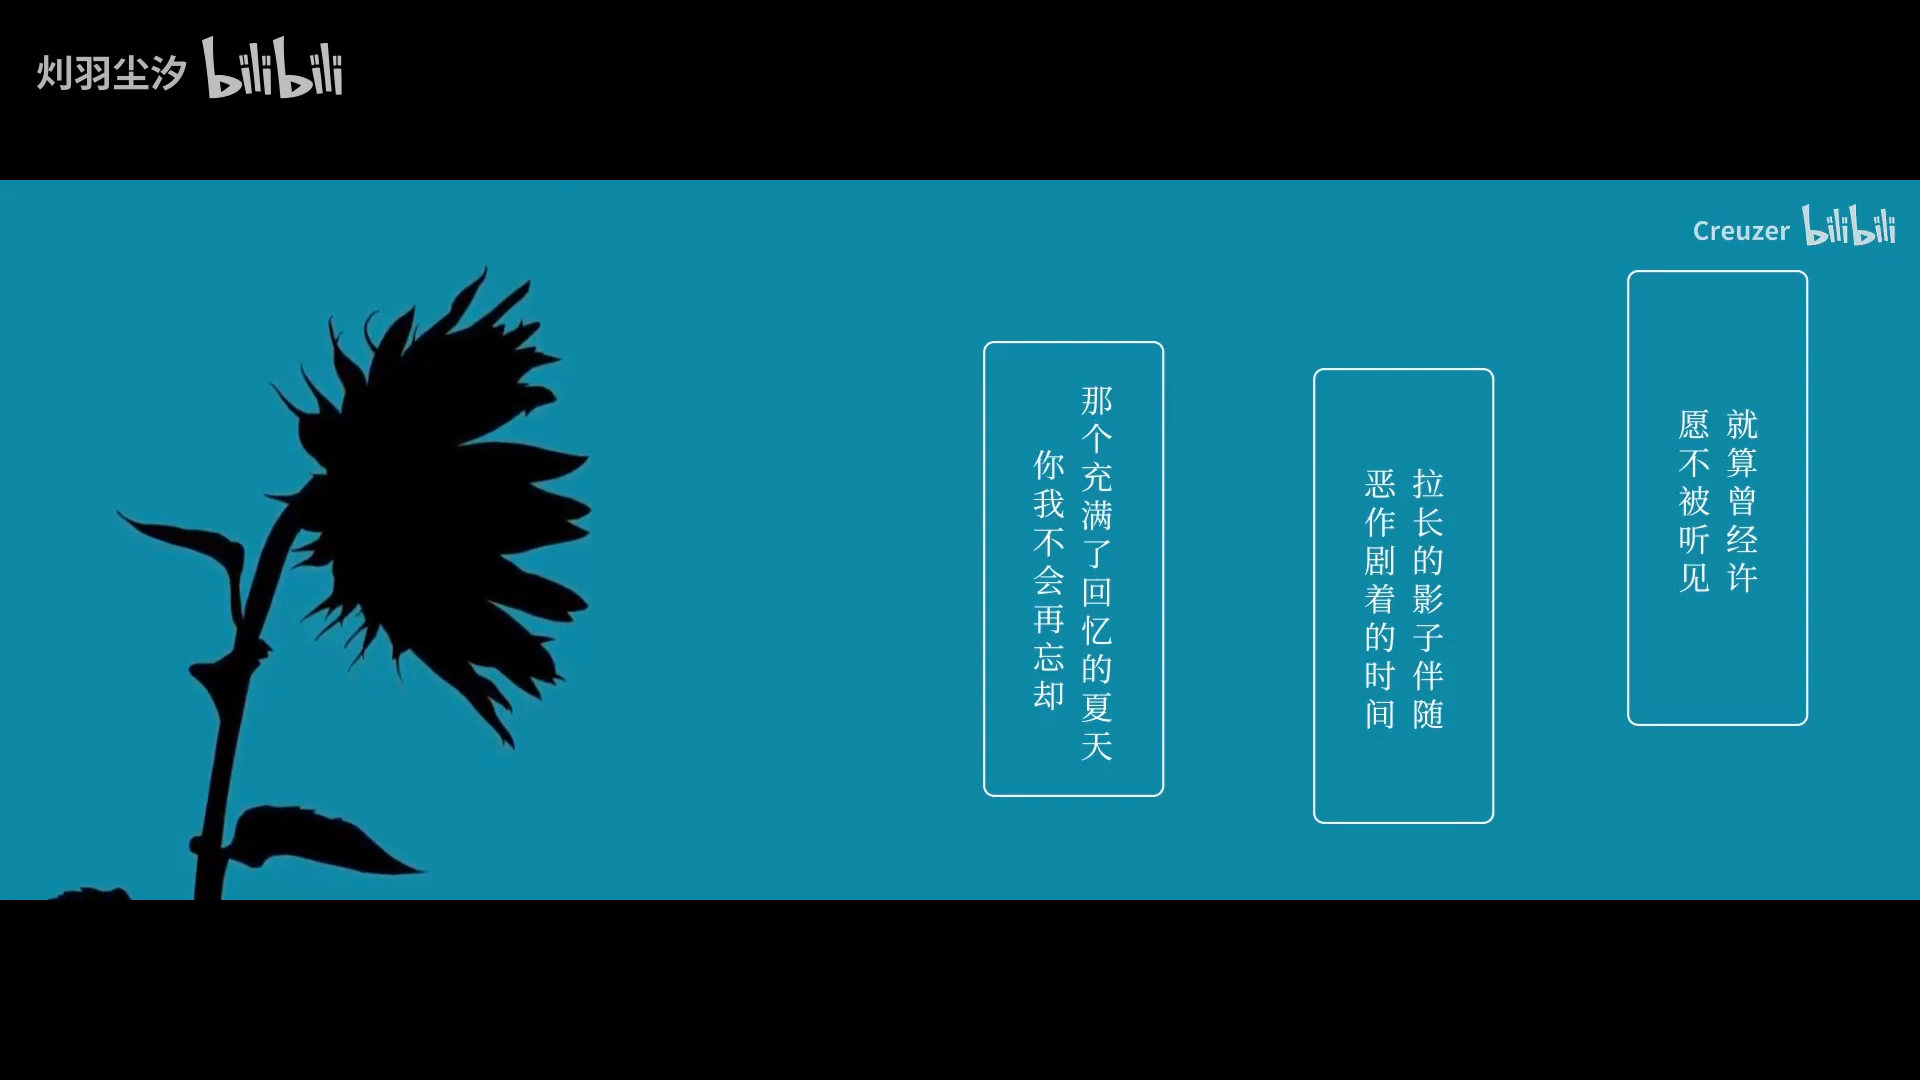 刈羽尘汐 bilibili
Creuzer bilibili
就算曾经许
愿不被听见
拉长的影子伴随
恶作剧着的时间
那个充满了回忆的夏天
你我不会再忘却